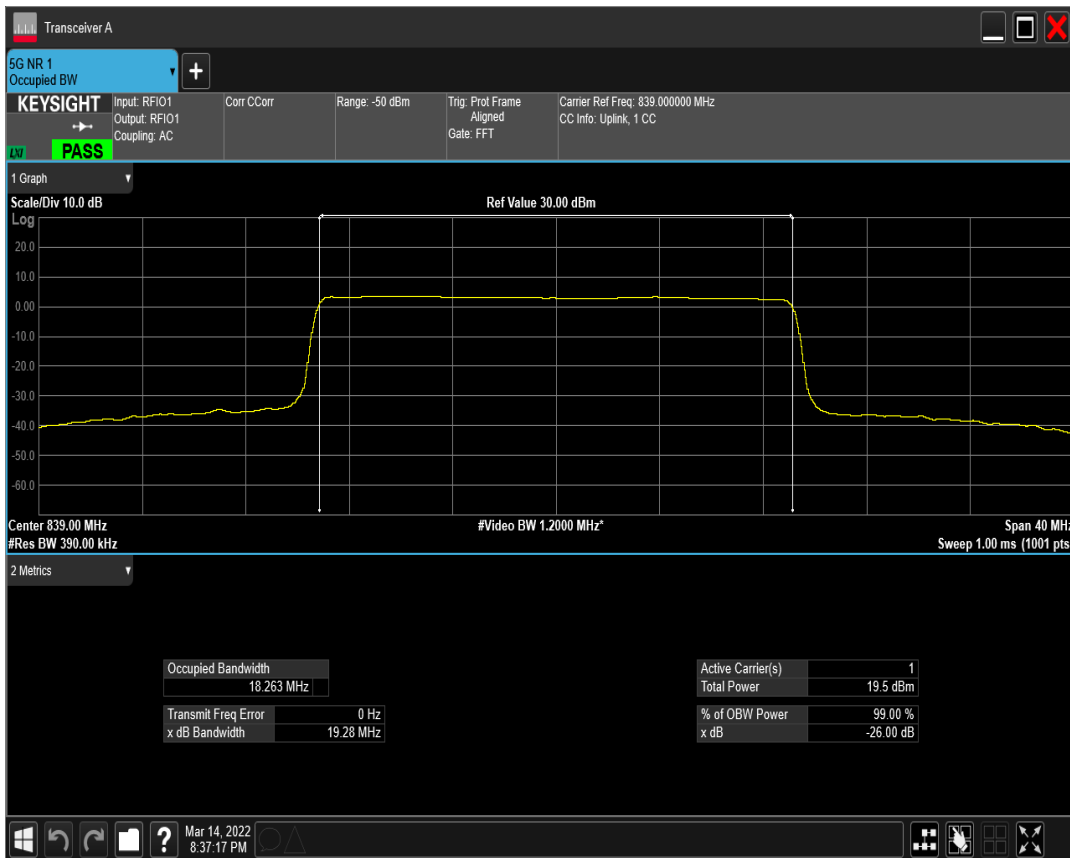 Transceiver A
5G NR 1
Occupied BW
KEYSIGHT
LXI
PASS
Input: RFIO1
Output: RFIO1
Coupling: AC
Corr CCorr
Range: -50 dBm
Trig: Prot Frame
Aligned
Gate: FFT
Carrier Ref Freq: 839.000000 MHz
CC Info: Uplink, 1 CC
1 Graph
Scale/Div 10.0 dB
Ref Value 30.00 dBm
Log
20.0
10.0
0.00
-10.0
-20.0
-30.0
-40.0
-50.0
-60.0
Center 839.00 MHz
#Video BW 1.2000 MHz*
Span 40 MHz
#Res BW 390.00 kHz
Sweep 1.00 ms (1001 pts
2 Metrics
Occupied Bandwidth
18.263 MHz
Transmit Freq Error 0 Hz
x dB Bandwidth 19.28 MHz
Active Carrier(s) 1
Total Power 19.5 dBm
% of OBW Power 99.00 %
x dB -26.00 dB
?
Mar 14, 2022
8:37:17 PM